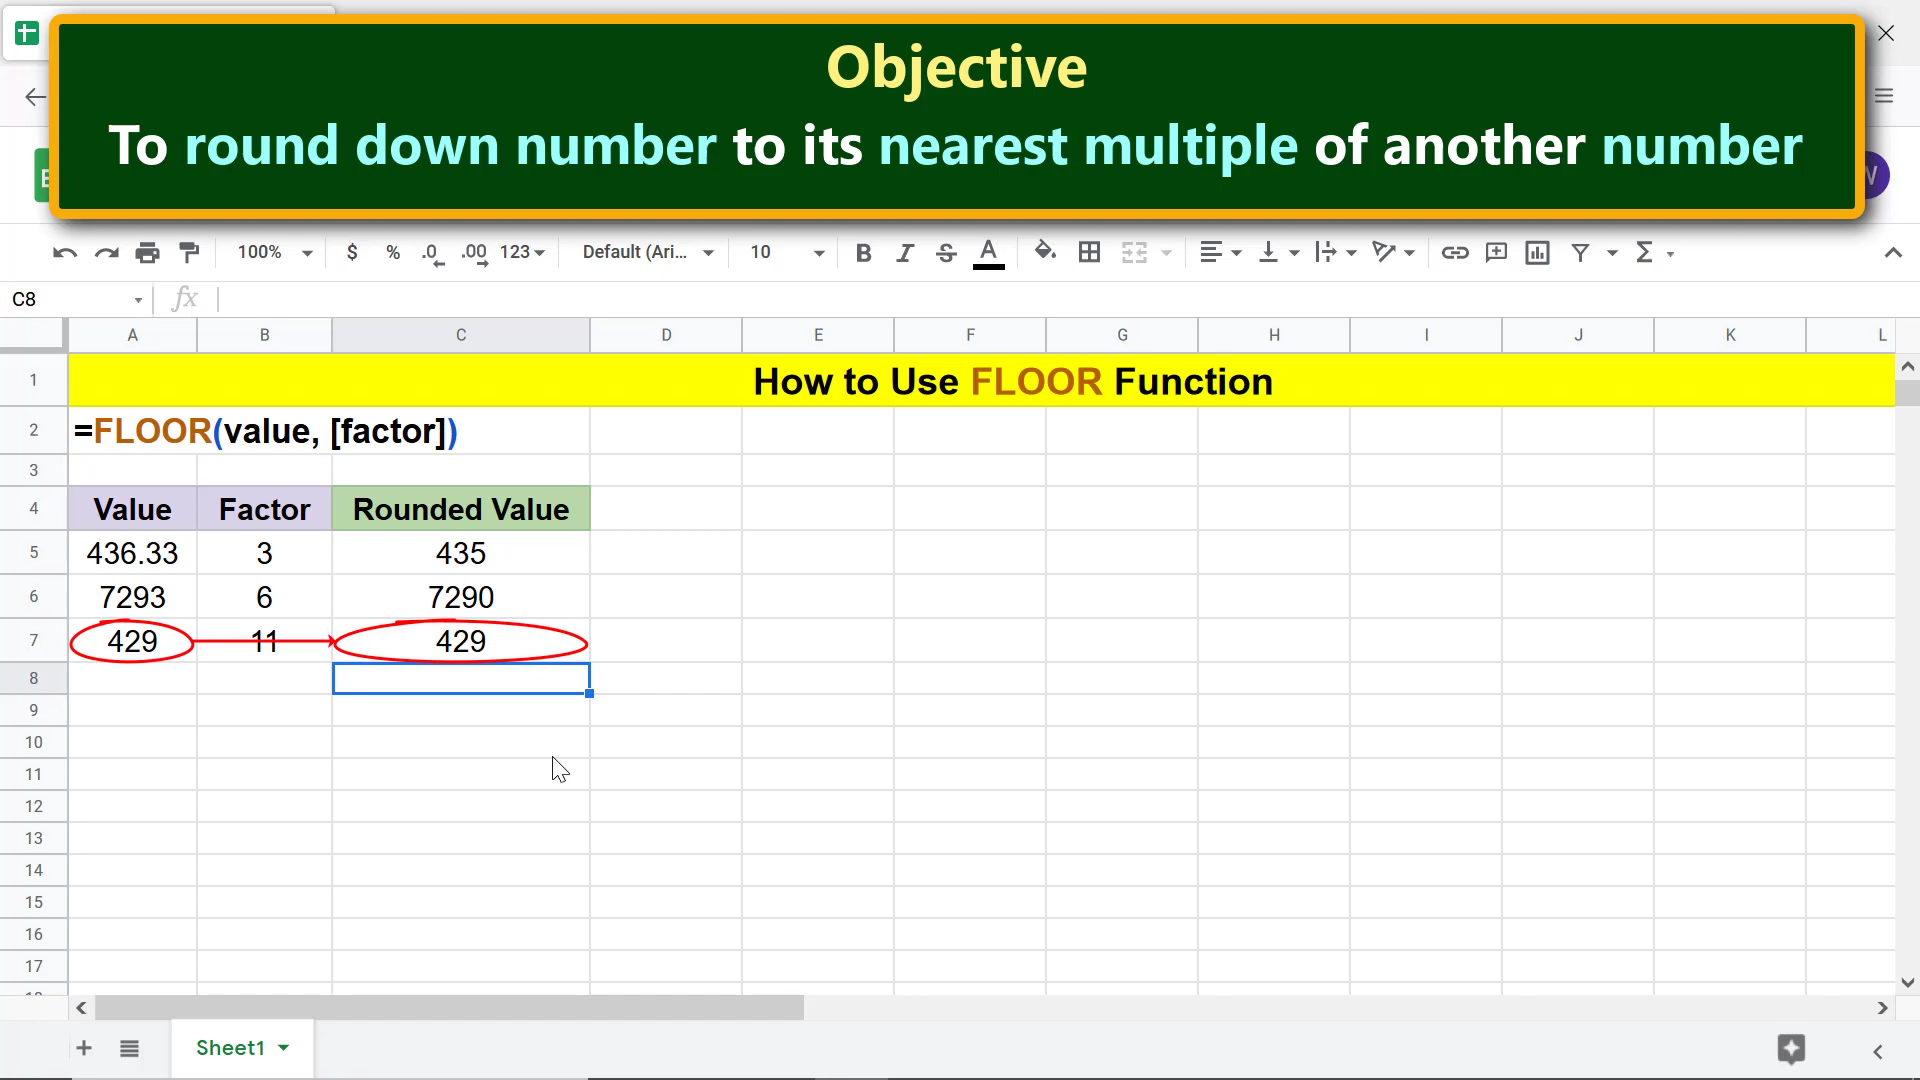 Objective
To round down number to its nearest multiple of another number
100% $ % .0 .00 123 Default (Ari... 10 B I S A
C8 fx
A B C D E F G H I J K L
1 How to Use FLOOR Function
2 =FLOOR(value, [factor])
3
4 Value Factor Rounded Value
5 436.33 3 435
6 7293 6 7290
7 429 11 429
8
9
10
11
12
13
14
15
16
17
Sheet1